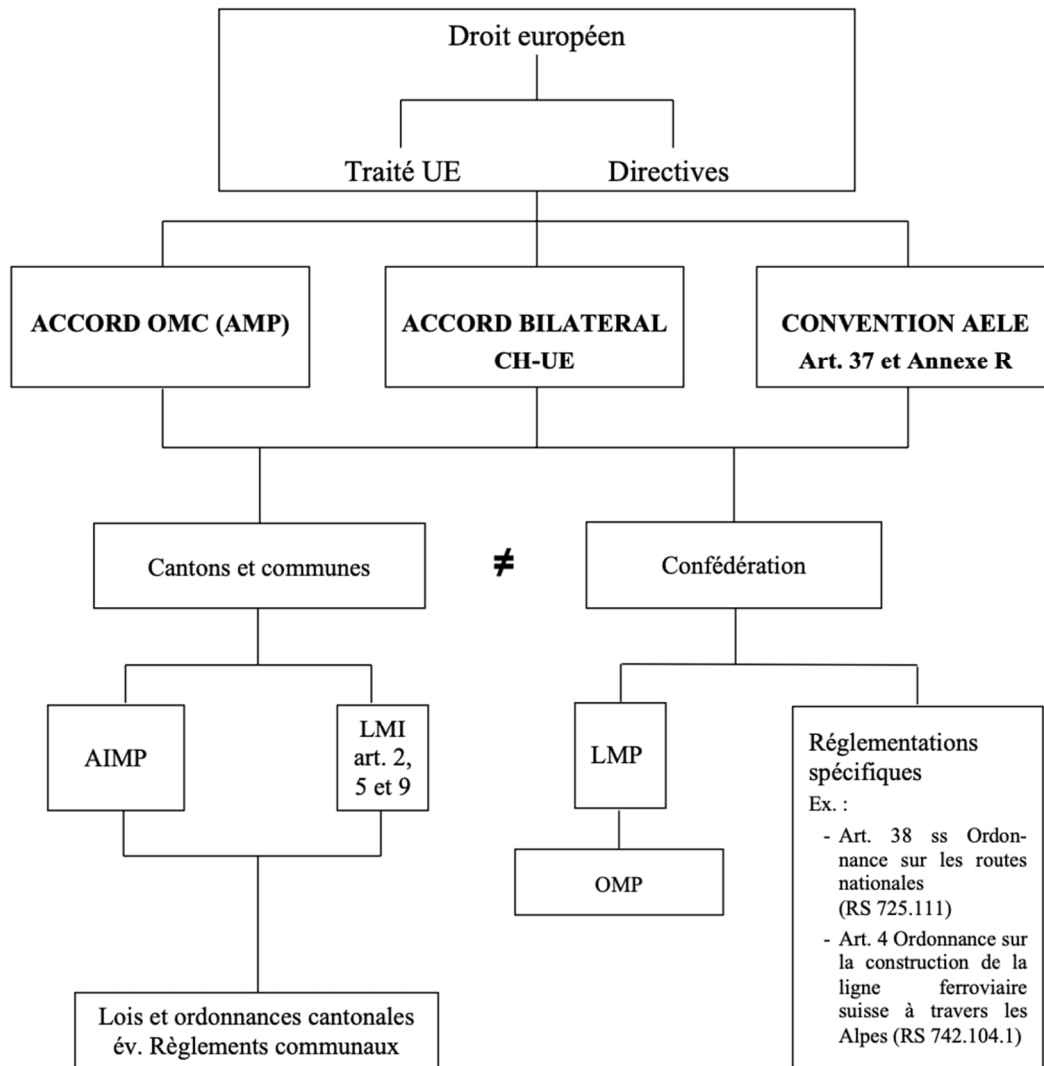 Droit européen
Traité UE
Directives
ACCORD OMC (AMP)
ACCORD BILATERAL
CH-UE
CONVENTION AELE
Art. 37 et Annexe R
Cantons et communes
≠
Confédération
AIMP
LMI
art. 2,
5 et 9
LMP
OMP
Réglementations
spécifiques
Ex. :
- Art. 38 ss Ordon-
nance sur les routes
nationales
(RS 725.111)
- Art. 4 Ordonnance sur
la construction de la
ligne ferroviaire
suisse à travers les
Alpes (RS 742.104.1)
Lois et ordonnances cantonales
év. Règlements communaux